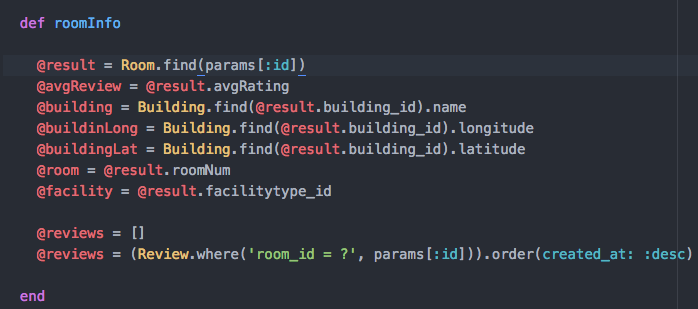 def roomInfo
@result = Room.find(params[:id])
@avgReview = @result.avgRating
@building = Building.find(@result.building_id).name
@buildinLong = Building.find(@result.building_id).longitude
@buildingLat = Building.find(@result.building_id).latitude
@room = @result.roomNum
@facility = @result.facilitytype_id
@reviews = []
@reviews = (Review.where('room_id = ?', params[:id])).order(created_at: :desc)
end